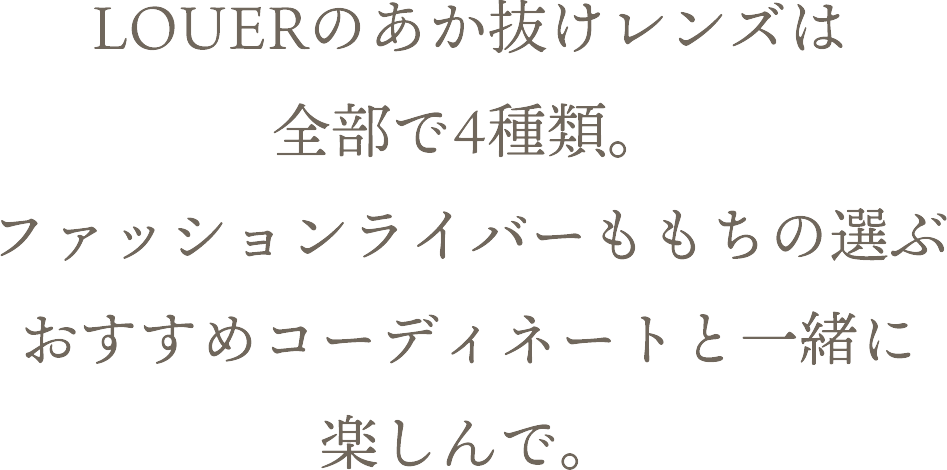 LOUERのあか抜けレンズは
全部で4種類。
ファッションライバーももちの選ぶ
おすすめコーディネートと一緒に
楽しんで。